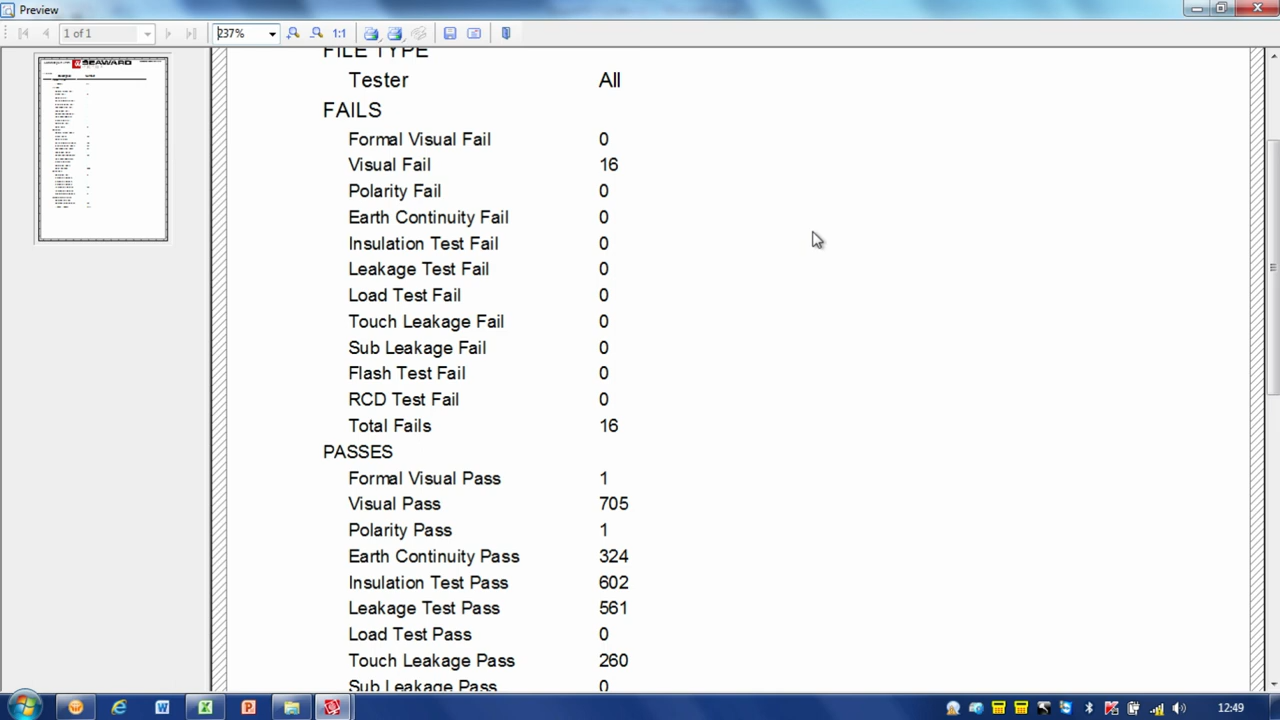 Preview
1 of 1
237%
1:1
SEAWARD
FILE TYPE
Tester All
FAILS
Formal Visual Fail 0
Visual Fail 16
Polarity Fail 0
Earth Continuity Fail 0
Insulation Test Fail 0
Leakage Test Fail 0
Load Test Fail 0
Touch Leakage Fail 0
Sub Leakage Fail 0
Flash Test Fail 0
RCD Test Fail 0
Total Fails 16
PASSES
Formal Visual Pass 1
Visual Pass 705
Polarity Pass 1
Earth Continuity Pass 324
Insulation Test Pass 602
Leakage Test Pass 561
Load Test Pass 0
Touch Leakage Pass 260
Sub Leakage Pass 0
12:49